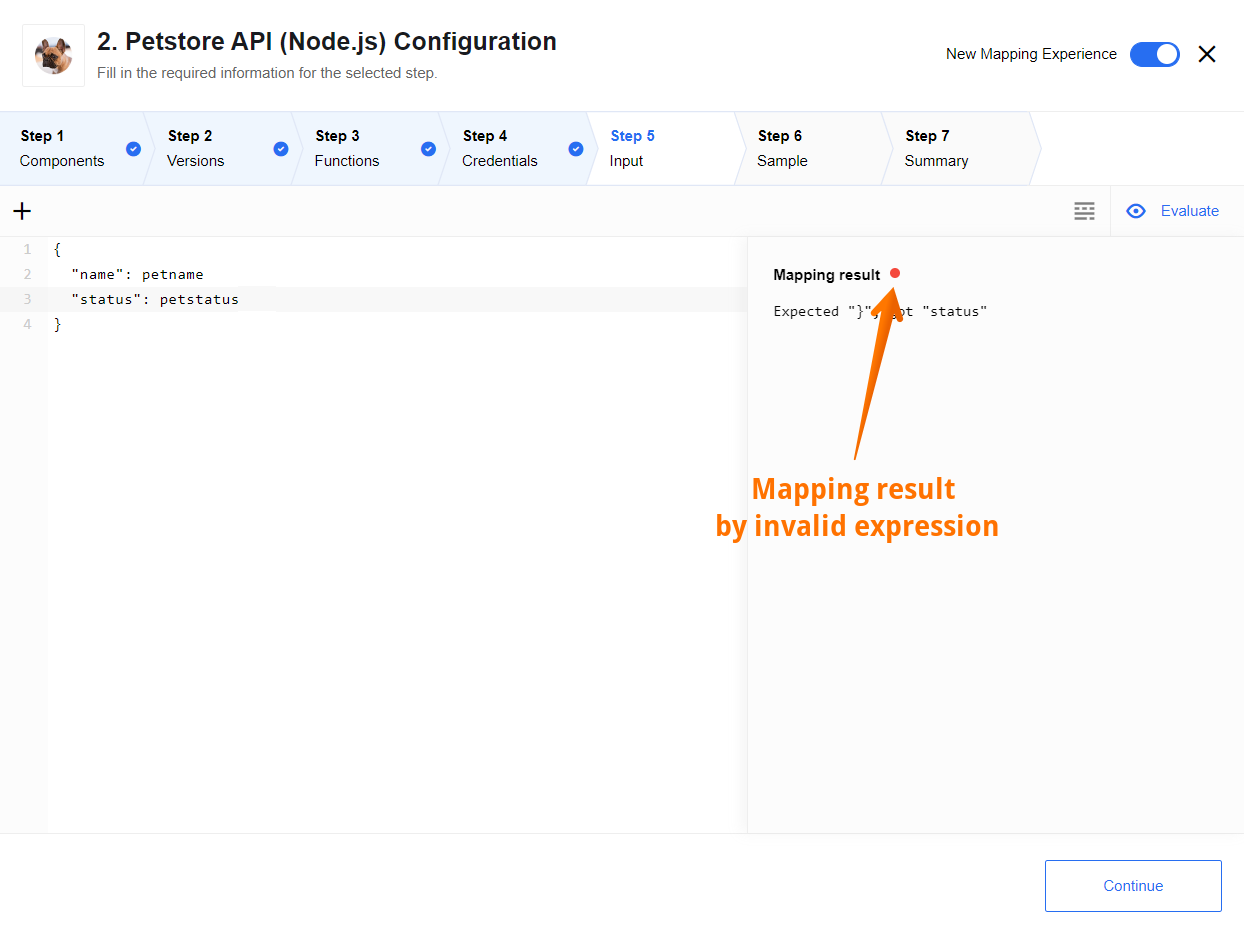 2. Petstore API (Node.js) Configuration
Fill in the required information for the selected step.
New Mapping Experience
Step 1
Components
Step 2
Versions
Step 3
Functions
Step 4
Credentials
Step 5
Input
Step 6
Sample
Step 7
Summary
Evaluate
1 {
2 "name": petname
3 "status": petstatus
4 }
Mapping result
Expected "}", got "status"
Mapping result
by invalid expression
Continue